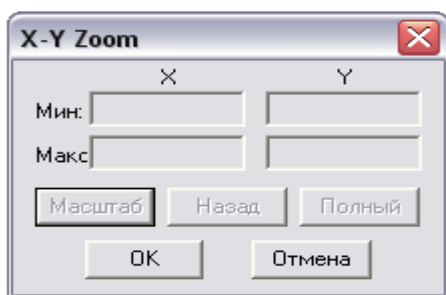 X-Y Zoom
X Y
Мин:
Макс
Масштаб Назад Полный
OK Отмена